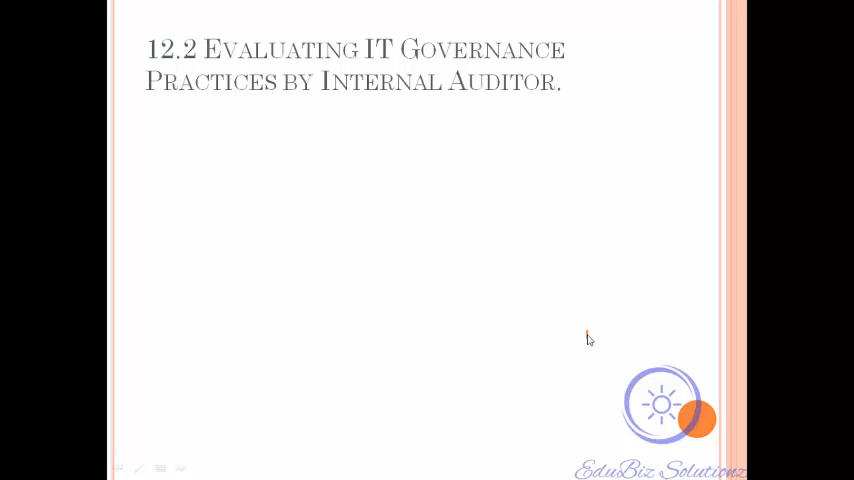 12.2 EVALUATING IT GOVERNANCE
PRACTICES BY INTERNAL AUDITOR.
EduBiz Solutionz